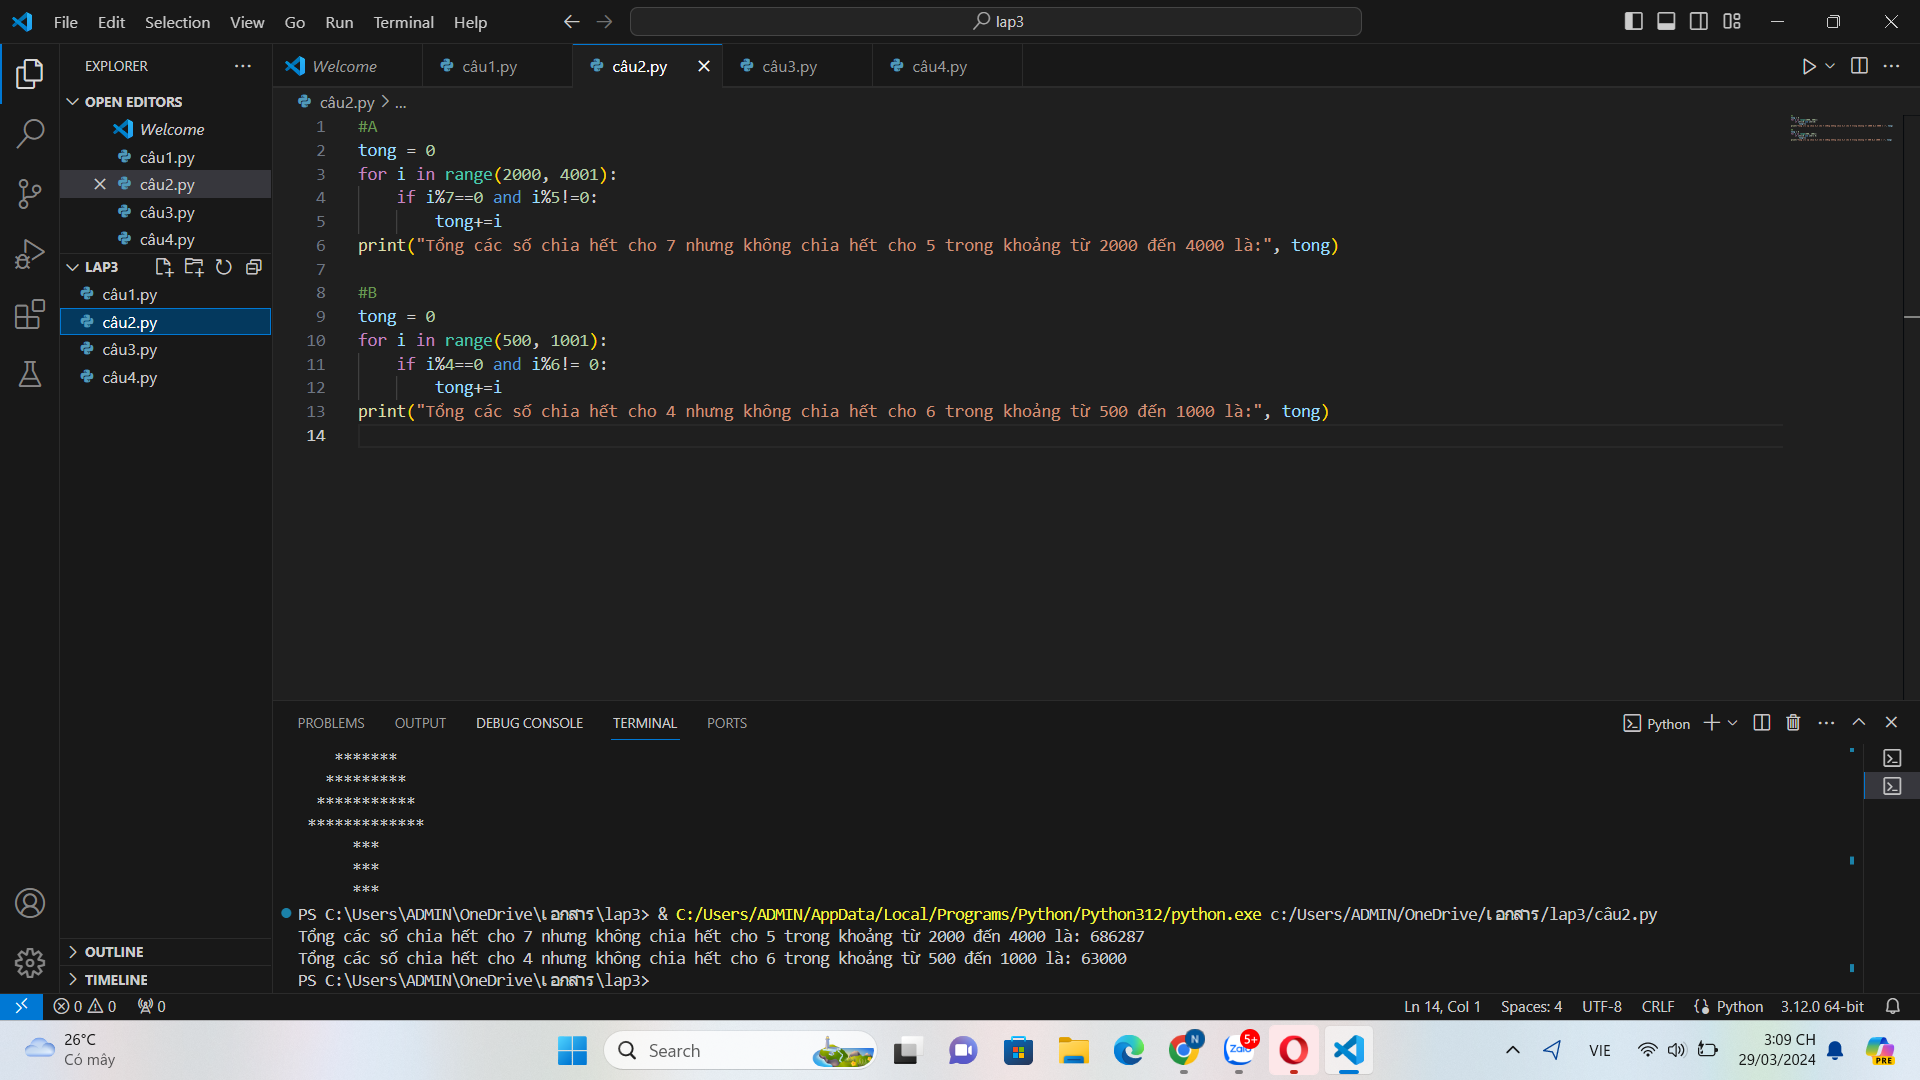 File Edit Selection View Go Run Terminal Help
lap3
EXPLORER
OPEN EDITORS
Welcome
câu1.py
câu2.py
câu3.py
câu4.py
LAP3
câu1.py
câu2.py
câu3.py
câu4.py
OUTLINE
TIMELINE
Welcome câu1.py câu2.py câu3.py câu4.py
câu2.py > ...
1 #A
2 tong = 0
3 for i in range(2000, 4001):
4 if i%7==0 and i%5!=0:
5 tong+=i
6 print("Tổng các số chia hết cho 7 nhưng không chia hết cho 5 trong khoảng từ 2000 đến 4000 là:", tong)
7
8 #B
9 tong = 0
10 for i in range(500, 1001):
11 if i%4==0 and i%6!= 0:
12 tong+=i
13 print("Tổng các số chia hết cho 4 nhưng không chia hết cho 6 trong khoảng từ 500 đến 1000 là:", tong)
14
PROBLEMS OUTPUT DEBUG CONSOLE TERMINAL PORTS
Python
*******
*********
***********
*************
***
***
***
PS C:\Users\ADMIN\OneDrive\เอกสาร\lap3> & C:/Users/ADMIN/AppData/Local/Programs/Python/Python312/python.exe c:/Users/ADMIN/OneDrive/เอกสาร/lap3/câu2.py
Tổng các số chia hết cho 7 nhưng không chia hết cho 5 trong khoảng từ 2000 đến 4000 là: 686287
Tổng các số chia hết cho 4 nhưng không chia hết cho 6 trong khoảng từ 500 đến 1000 là: 63000
PS C:\Users\ADMIN\OneDrive\เอกสาร\lap3>
0 0 0
Ln 14, Col 1 Spaces: 4 UTF-8 CRLF Python 3.12.0 64-bit
26°C
Có mây
Search
N
Zalo
5+
VIE
3:09 CH
29/03/2024
PRE